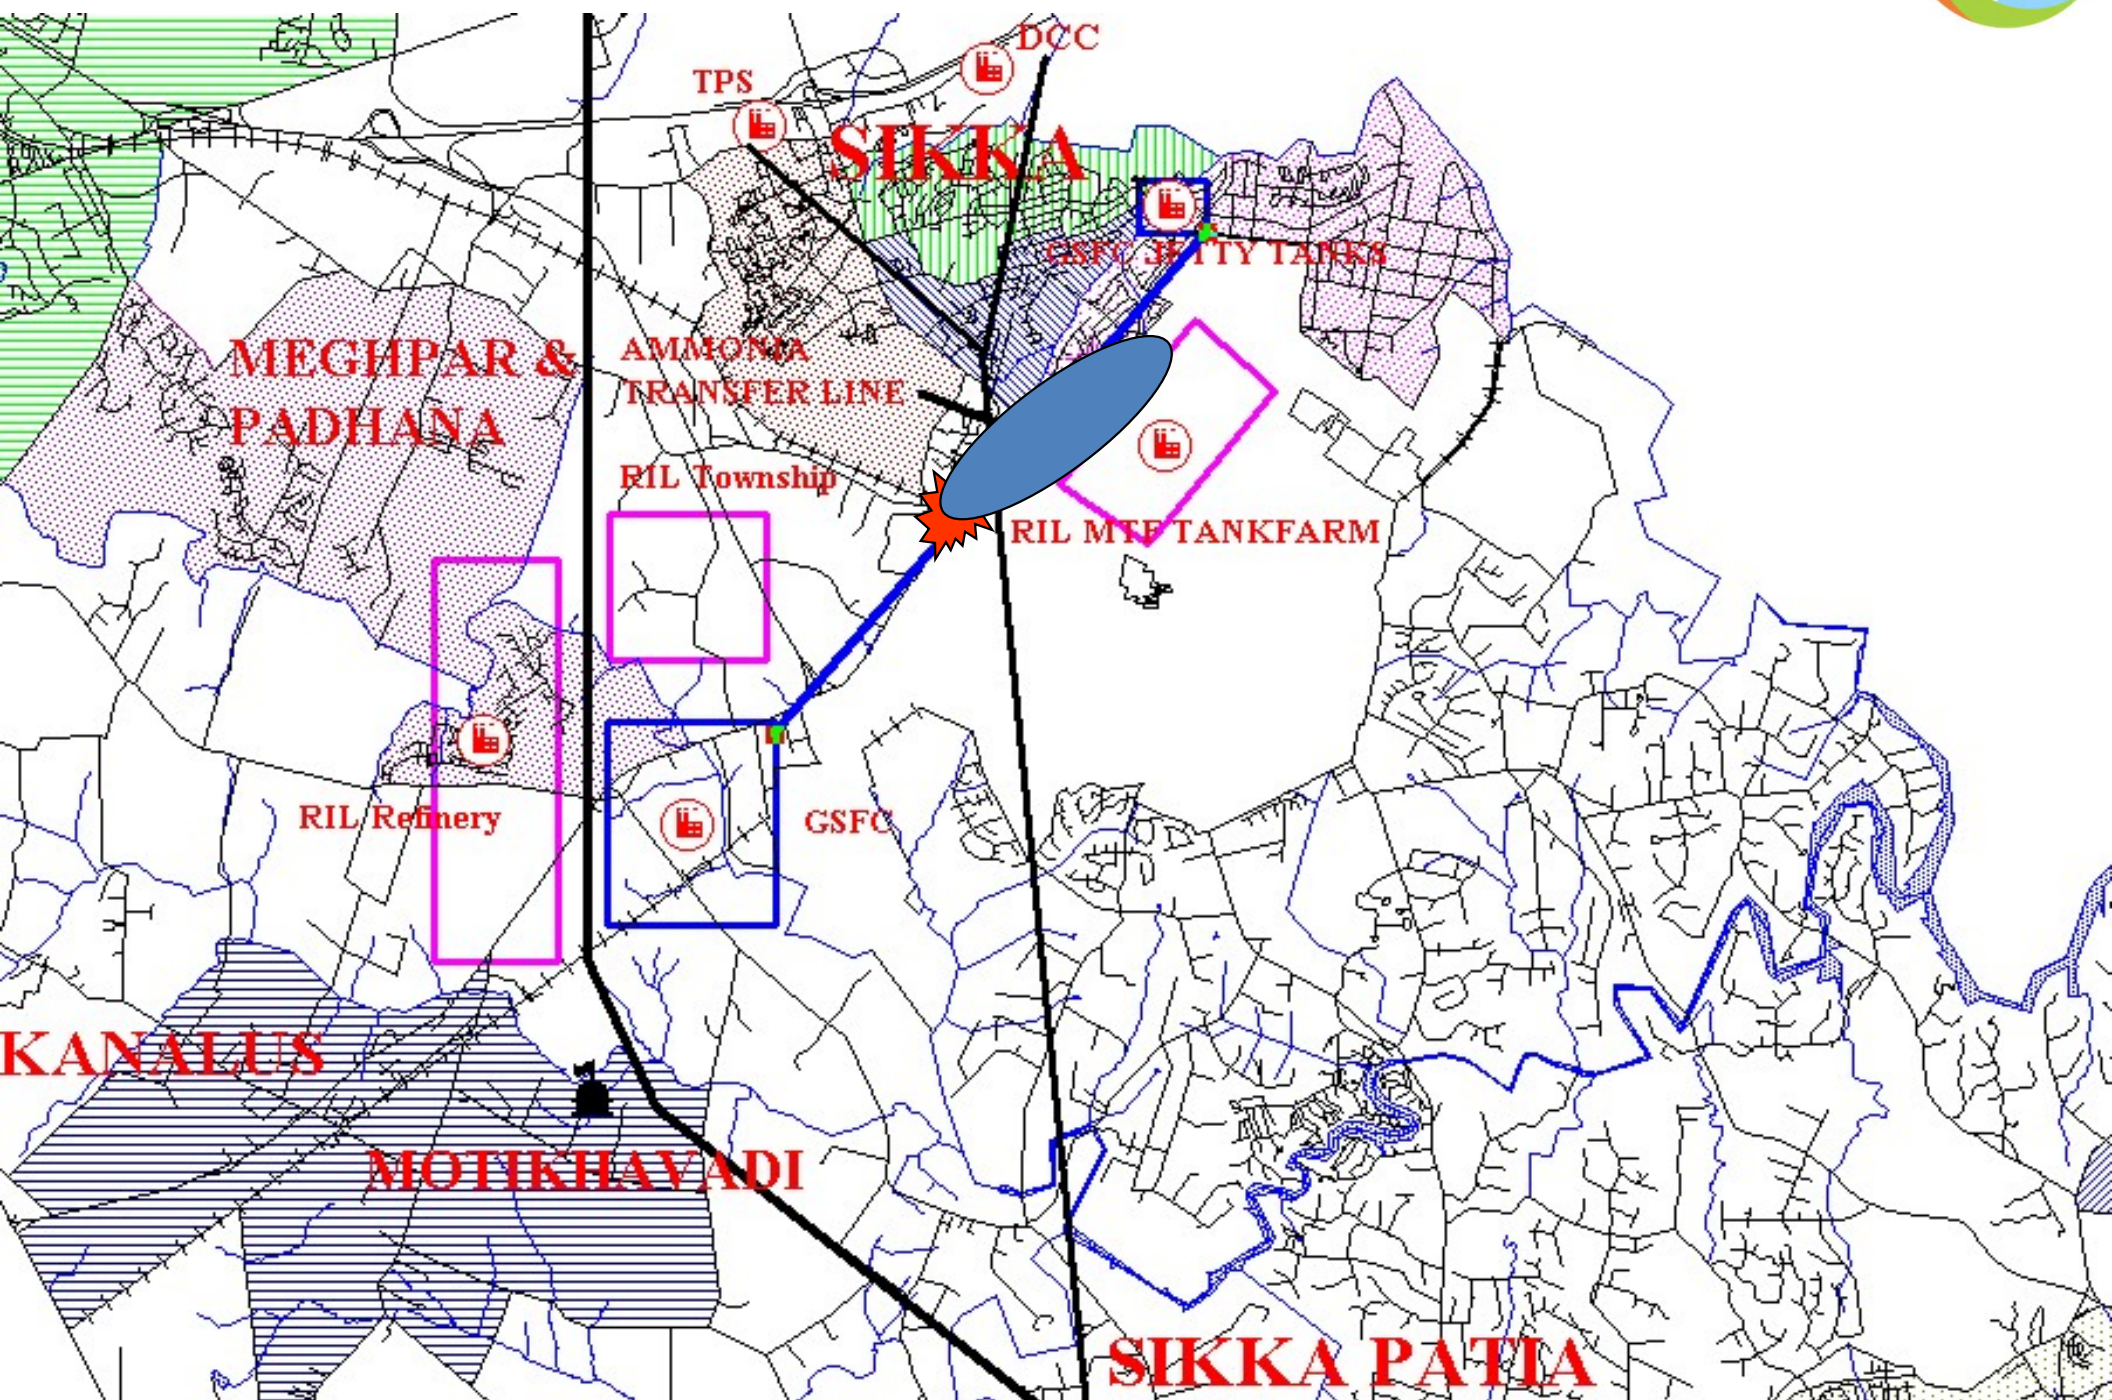 DCC
TPS
SIKKA
GSFC JETTY TANKS
MEGHPAR &
PADHANA
AMMONIA
TRANSFER LINE
RIL Township
RIL MTF TANKFARM
RIL Refinery
GSFC
KANALUS
MOTIKHAVADI
SIKKA PATIA